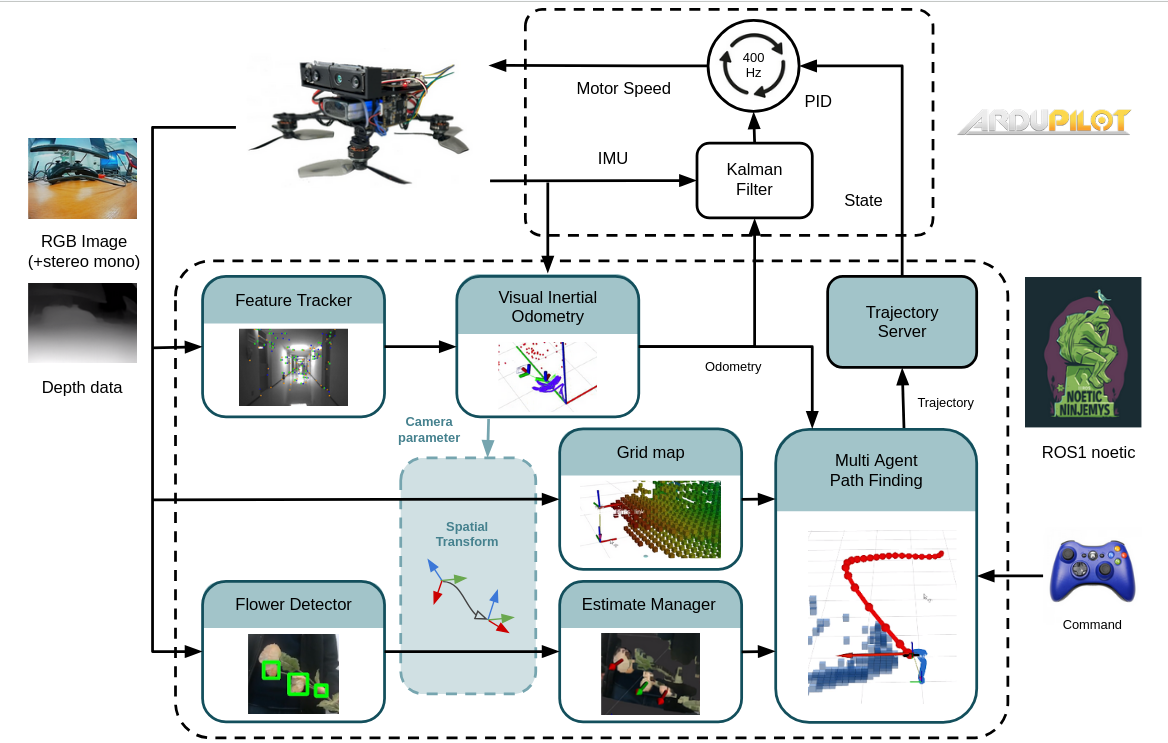 400
Hz
Motor Speed
PID
ARDUPILOT
IMU
Kalman
Filter
State
RGB Image
(+stereo mono)
Depth data
Feature Tracker
Visual Inertial
Odometry
Trajectory
Server
Odometry
Trajectory
NOETIC
NINJEMYS
ROS1 noetic
Camera
parameter
Grid map
Multi Agent
Path Finding
Spatial
Transform
Flower Detector
Estimate Manager
Command